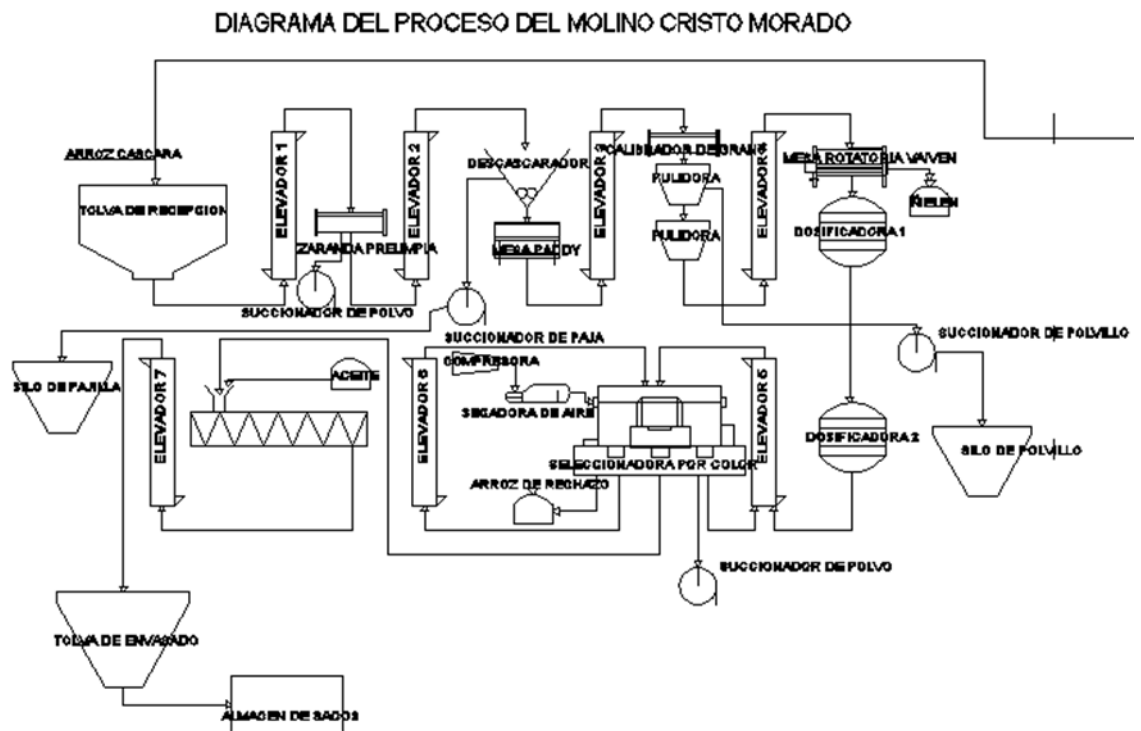 DIAGRAMA DEL PROCESO DEL MOLINO CRISTO MORADO
ARROZ CASCARA
TOLVA DE RECEPCION
ELEVADOR 1
ZARANDA PRELIMPIA
SUCCIONADOR DE POLVO
ELEVADOR 2
DESCASCARADOR
MESA PADDY
SUCCIONADOR DE PAJA
ELEVADOR 3
CALIBRADOR DE GRANO
PULIDORA
PULIDORA
ELEVADOR 4
MESA ROTATORIA VAIVEN
DOSIFICADORA 1
SUCCIONADOR DE POLVILLO
SILO DE POLVILLO
DOSIFICADORA 2
SILO DE PAJILLA
ELEVADOR 7
ACEITE
ELEVADOR 6
COMPRESORA
SECADORA DE AIRE
SELECCIONADORA POR COLOR
ARROZ DE RECHAZO
ELEVADOR 5
SUCCIONADOR DE POLVO
TOLVA DE ENVASADO
ALMACEN DE SACOS